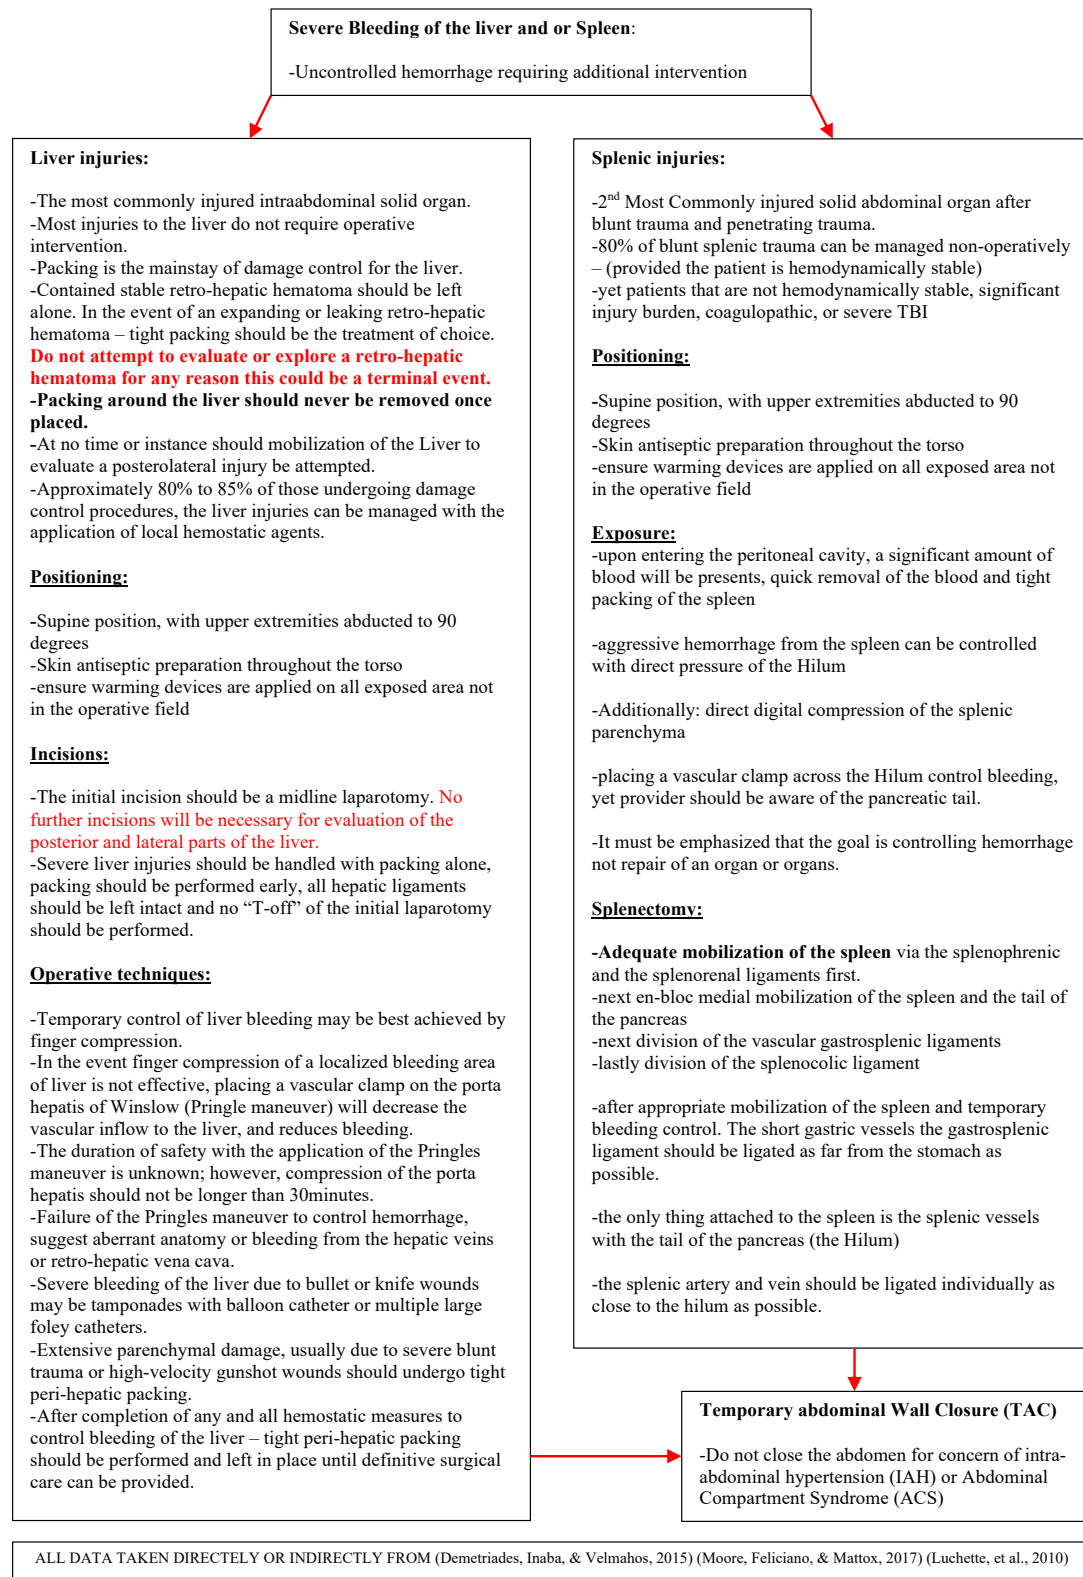 Severe Bleeding of the liver and or Spleen:
-Uncontrolled hemorrhage requiring additional intervention
Liver injuries:
-The most commonly injured intraabdominal solid organ.
-Most injuries to the liver do not require operative
intervention.
-Packing is the mainstay of damage control for the liver.
-Contained stable retro-hepatic hematoma should be left
alone. In the event of an expanding or leaking retro-hepatic
hematoma – tight packing should be the treatment of choice.
Do not attempt to evaluate or explore a retro-hepatic
hematoma for any reason this could be a terminal event.
-Packing around the liver should never be removed once
placed.
-At no time or instance should mobilization of the Liver to
evaluate a posterolateral injury be attempted.
-Approximately 80% to 85% of those undergoing damage
control procedures, the liver injuries can be managed with the
application of local hemostatic agents.
Positioning:
-Supine position, with upper extremities abducted to 90
degrees
-Skin antiseptic preparation throughout the torso
-ensure warming devices are applied on all exposed area not
in the operative field
Incisions:
-The initial incision should be a midline laparotomy. No
further incisions will be necessary for evaluation of the
posterior and lateral parts of the liver.
-Severe liver injuries should be handled with packing alone,
packing should be performed early, all hepatic ligaments
should be left intact and no “T-off” of the initial laparotomy
should be performed.
Operative techniques:
-Temporary control of liver bleeding may be best achieved by
finger compression.
-In the event finger compression of a localized bleeding area
of liver is not effective, placing a vascular clamp on the porta
hepatis of Winslow (Pringle maneuver) will decrease the
vascular inflow to the liver, and reduces bleeding.
-The duration of safety with the application of the Pringles
maneuver is unknown; however, compression of the porta
hepatis should not be longer than 30minutes.
-Failure of the Pringles maneuver to control hemorrhage,
suggest aberrant anatomy or bleeding from the hepatic veins
or retro-hepatic vena cava.
-Severe bleeding of the liver due to bullet or knife wounds
may be tamponades with balloon catheter or multiple large
foley catheters.
-Extensive parenchymal damage, usually due to severe blunt
trauma or high-velocity gunshot wounds should undergo tight
peri-hepatic packing.
-After completion of any and all hemostatic measures to
control bleeding of the liver – tight peri-hepatic packing
should be performed and left in place until definitive surgical
care can be provided.
Splenic injuries:
-2nd Most Commonly injured solid abdominal organ after
blunt trauma and penetrating trauma.
-80% of blunt splenic trauma can be managed non-operatively
– (provided the patient is hemodynamically stable)
-yet patients that are not hemodynamically stable, significant
injury burden, coagulopathic, or severe TBI
Positioning:
-Supine position, with upper extremities abducted to 90
degrees
-Skin antiseptic preparation throughout the torso
-ensure warming devices are applied on all exposed area not
in the operative field
Exposure:
-upon entering the peritoneal cavity, a significant amount of
blood will be presents, quick removal of the blood and tight
packing of the spleen
-aggressive hemorrhage from the spleen can be controlled
with direct pressure of the Hilum
-Additionally: direct digital compression of the splenic
parenchyma
-placing a vascular clamp across the Hilum control bleeding,
yet provider should be aware of the pancreatic tail.
-It must be emphasized that the goal is controlling hemorrhage
not repair of an organ or organs.
Splenectomy:
-Adequate mobilization of the spleen via the splenophrenic
and the splenorenal ligaments first.
-next en-bloc medial mobilization of the spleen and the tail of
the pancreas
-next division of the vascular gastrosplenic ligaments
-lastly division of the splenocolic ligament
-after appropriate mobilization of the spleen and temporary
bleeding control. The short gastric vessels the gastrosplenic
ligament should be ligated as far from the stomach as
possible.
-the only thing attached to the spleen is the splenic vessels
with the tail of the pancreas (the Hilum)
-the splenic artery and vein should be ligated individually as
close to the hilum as possible.
Temporary abdominal Wall Closure (TAC)
-Do not close the abdomen for concern of intra-
abdominal hypertension (IAH) or Abdominal
Compartment Syndrome (ACS)
ALL DATA TAKEN DIRECTELY OR INDIRECTLY FROM (Demetriades, Inaba, & Velmahos, 2015) (Moore, Feliciano, & Mattox, 2017) (Luchette, et al., 2010)